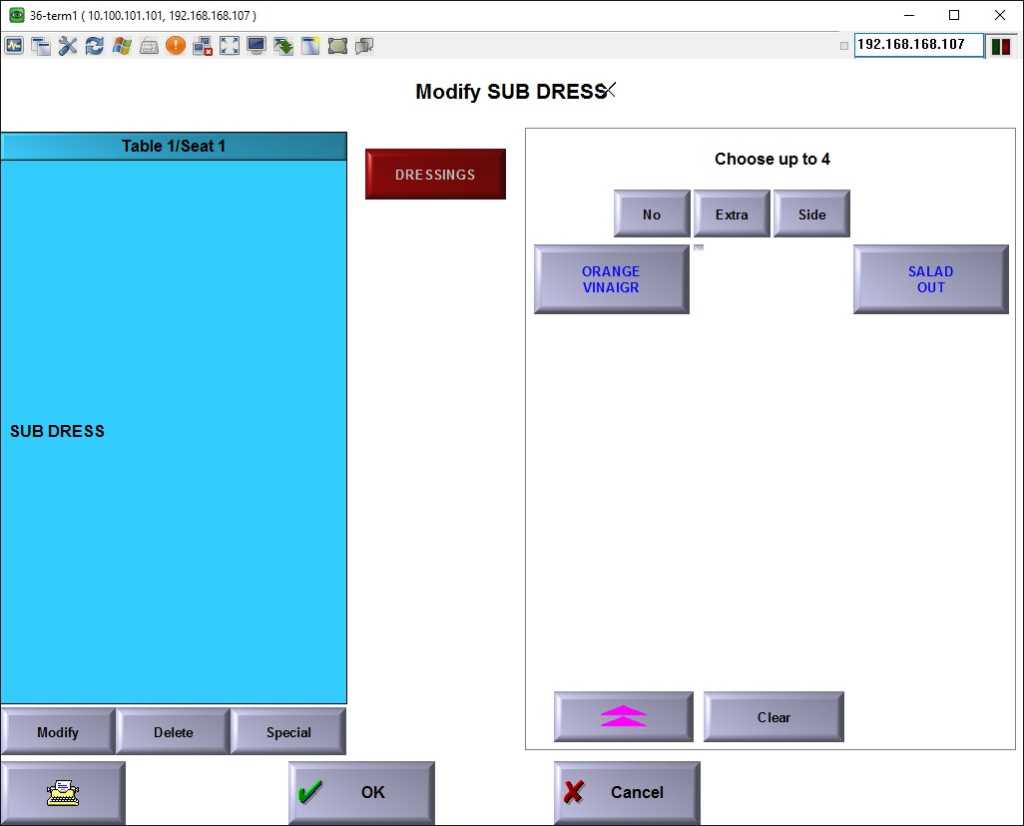 36-term1 ( 10.100.101.101, 192.168.168.107 )
192.168.168.107
Modify SUB DRESS
Table 1/Seat 1
DRESSINGS
Choose up to 4
No
Extra
Side
ORANGE
VINAIGR
SALAD
OUT
SUB DRESS
Clear
Modify
Delete
Special
OK
Cancel